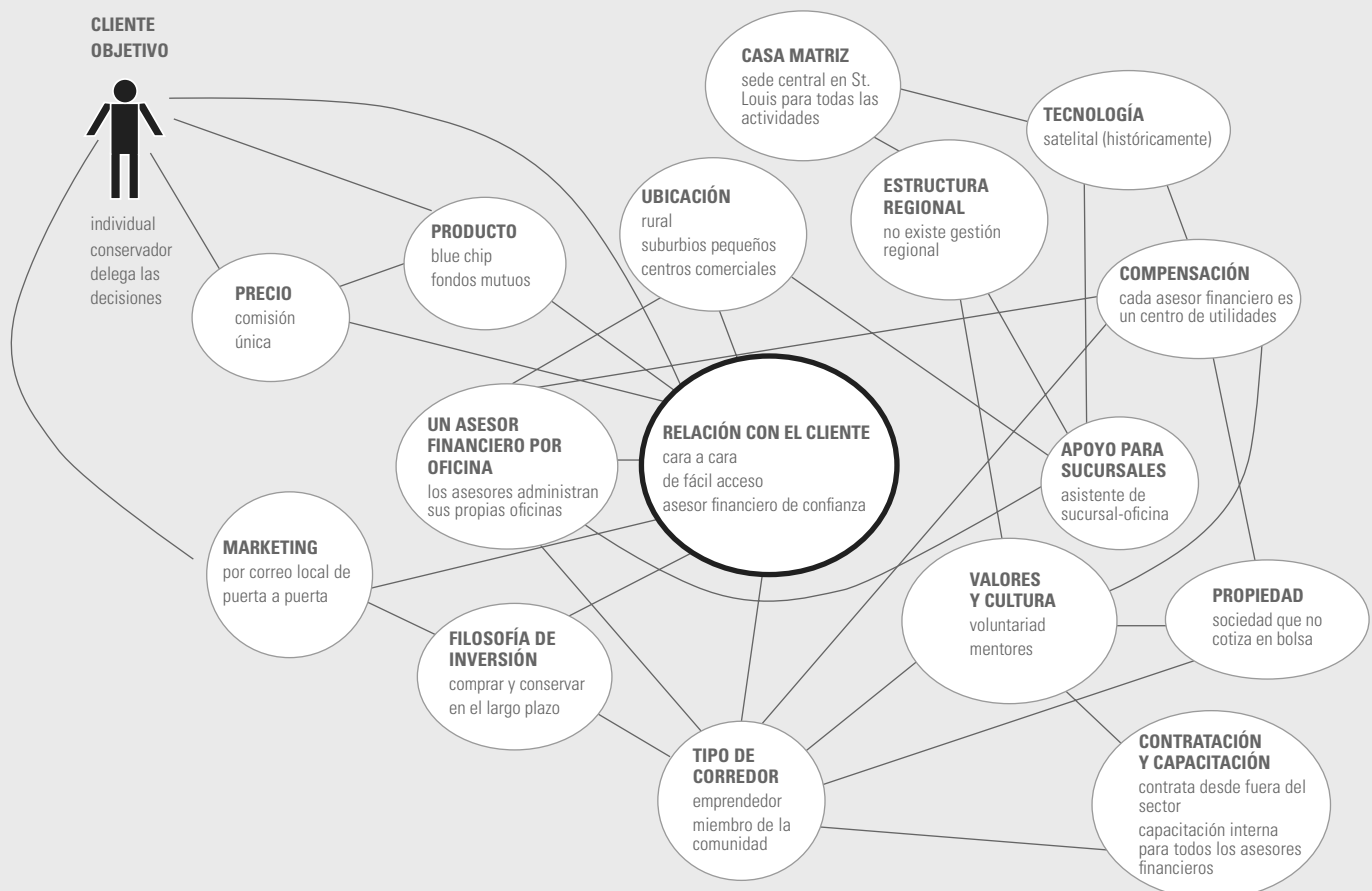 CLIENTE
OBJETIVO
individual
conservador
delega las
decisiones
CASA MATRIZ
sede central en St.
Louis para todas las
actividades
TECNOLOGÍA
satelital (históricamente)
UBICACIÓN
rural
suburbios pequeños
centros comerciales
ESTRUCTURA
REGIONAL
no existe gestión
regional
PRODUCTO
blue chip
fondos mutuos
PRECIO
comisión
única
COMPENSACIÓN
cada asesor financiero es
un centro de utilidades
UN ASESOR
FINANCIERO POR
OFICINA
los asesores administran
sus propias oficinas
RELACIÓN CON EL CLIENTE
cara a cara
de fácil acceso
asesor financiero de confianza
APOYO PARA
SUCURSALES
asistente de
sucursal-oficina
MARKETING
por correo local de
puerta a puerta
FILOSOFÍA DE
INVERSIÓN
comprar y conservar
en el largo plazo
VALORES
Y CULTURA
voluntariad
mentores
PROPIEDAD
sociedad que no
cotiza en bolsa
TIPO DE
CORREDOR
emprendedor
miembro de la
comunidad
CONTRATACIÓN
Y CAPACITACIÓN
contrata desde fuera del
sector
capacitación interna
para todos los asesores
financieros